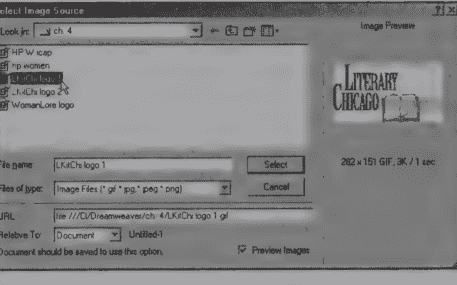 elect Image Source
Look in: ch. 4
Image Preview
HP W icap
hp women
LKitChi logo 1
LKitChi logo 2
WomanLore logo
LITERARY
CHICAGO
File name: LKitChi logo 1
Select
282 x 151 GIF, 3K / 1 sec
Files of type: Image Files (*.gif *.jpg *.jpeg *.png)
Cancel
URL: file:///C|/Dreamweaver/ch. 4/LKitChi logo 1.gif
Relative To: Document Untitled-1
Document should be saved to use this option.
Preview Images